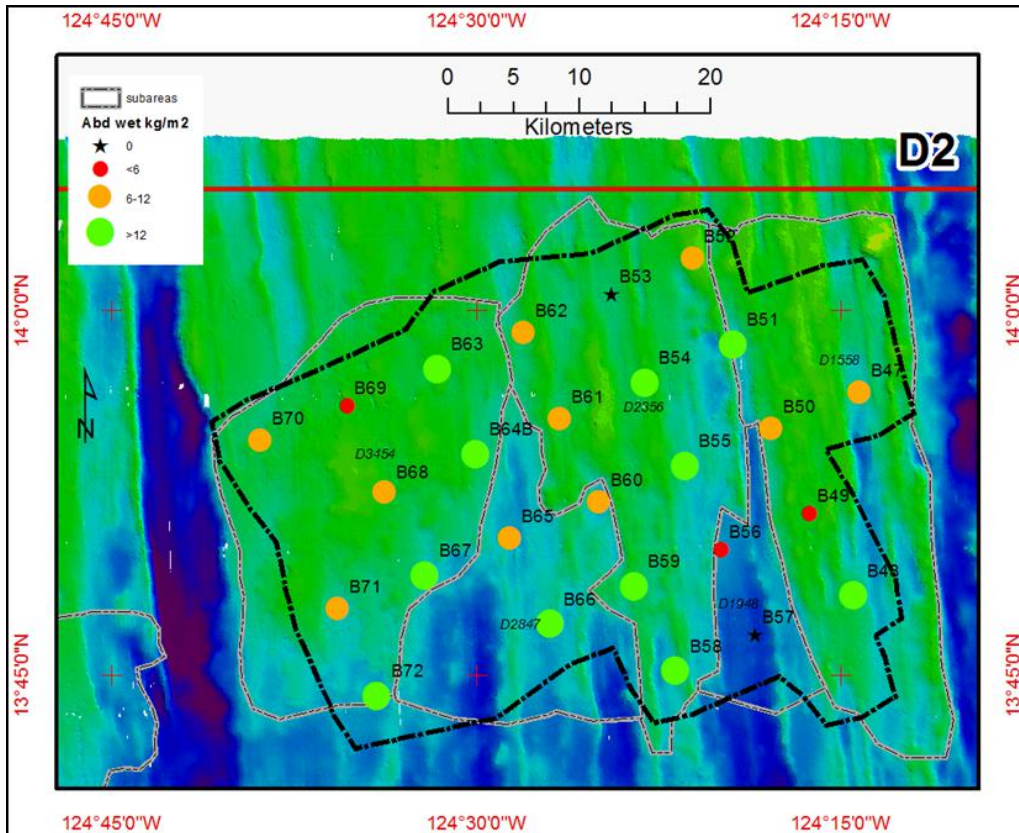 124°45'0"W 124°30'0"W 124°15'0"W
0 5 10 20
Kilometers
subareas
Abd wet kg/m2
0
<6
6-12
>12
D2
B52
B53
14°0'0"N
14°0'0"N
B62
B51
B63
B54
D1558
B47
B69
B61
D2356
B50
B70
B64B
B55
D3454
B68
B60
B49
B65
B56
B67
B59
B48
B71
B66
D1948
D2847
B57
B58
B72
13°45'0"N
13°45'0"N
N
124°45'0"W 124°30'0"W 124°15'0"W